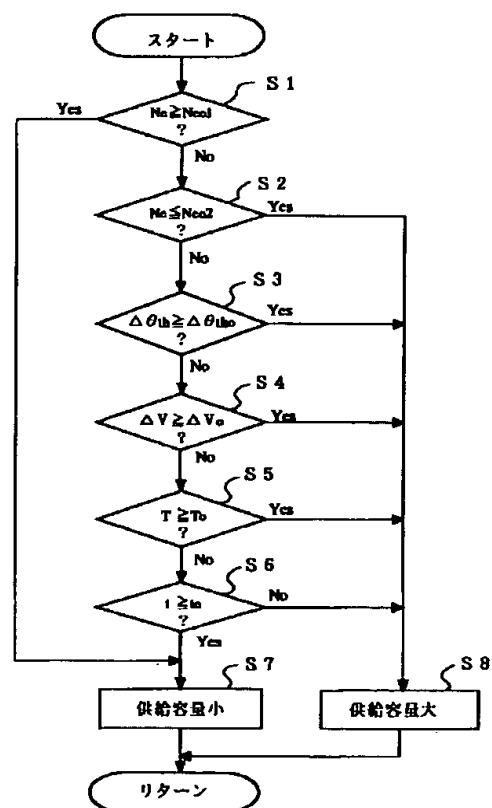 スタート
S 1
Yes
Ne≧Neo1
?
No
S 2
Ne≦Neo2
?
Yes
No
S 3
Δθth≧Δθtho
?
Yes
No
S 4
ΔV≧ΔVo
?
Yes
No
S 5
T≧To
?
Yes
No
S 6
t≧to
?
No
Yes
S 7
供給容量小
S 8
供給容量大
リターン